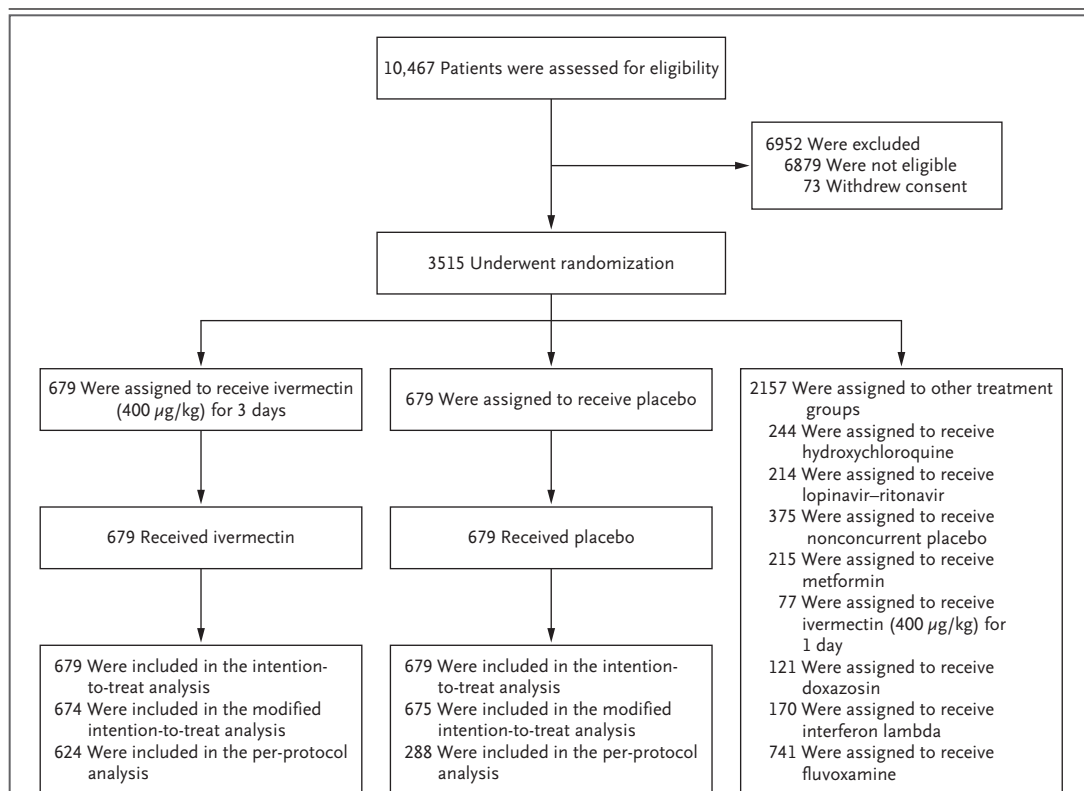 10,467 Patients were assessed for eligibility
6952 Were excluded
6879 Were not eligible
73 Withdrew consent
3515 Underwent randomization
679 Were assigned to receive ivermectin
(400 µg/kg) for 3 days
679 Were assigned to receive placebo
2157 Were assigned to other treatment
groups
244 Were assigned to receive
hydroxychloroquine
214 Were assigned to receive
lopinavir–ritonavir
375 Were assigned to receive
nonconcurrent placebo
215 Were assigned to receive
metformin
77 Were assigned to receive
ivermectin (400 µg/kg) for
1 day
121 Were assigned to receive
doxazosin
170 Were assigned to receive
interferon lambda
741 Were assigned to receive
fluvoxamine
679 Received ivermectin
679 Received placebo
679 Were included in the intention-
to-treat analysis
674 Were included in the modified
intention-to-treat analysis
624 Were included in the per-protocol
analysis
679 Were included in the intention-
to-treat analysis
675 Were included in the modified
intention-to-treat analysis
288 Were included in the per-protocol
analysis